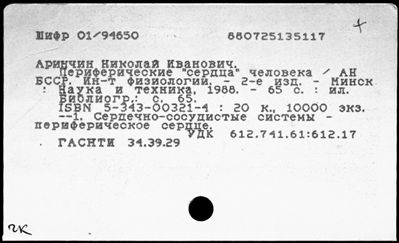 Шифр 01/94650 880725135117
Аринчин Николай Иванович.
Периферические "сердца" человека / АН
БССР. Ин-т физиологии. - 2-е изд. - Минск
: Наука и техника, 1988. - 65 с. : ил.
Библиогр.: с. 65.
ISBN 5-343-00321-4 : 20 к., 10000 экз.
--1. Сердечно-сосудистые системы -
периферическое сердце.
УДК 612.741.61:612.17
ГАСНТИ 34.39.29
чк